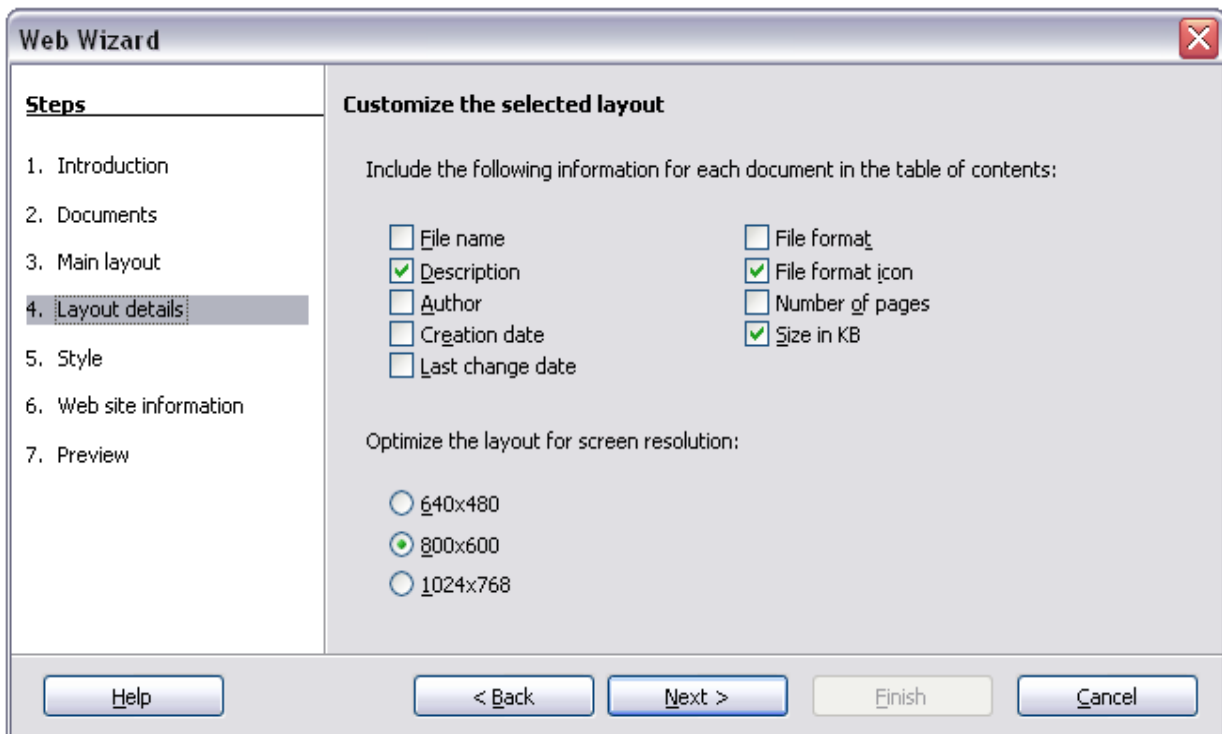 Web Wizard
Steps
1. Introduction
2. Documents
3. Main layout
4. Layout details
5. Style
6. Web site information
7. Preview
Customize the selected layout
Include the following information for each document in the table of contents:
File name
Description
Author
Creation date
Last change date
File format
File format icon
Number of pages
Size in KB
Optimize the layout for screen resolution:
640x480
800x600
1024x768
Help
< Back
Next >
Finish
Cancel